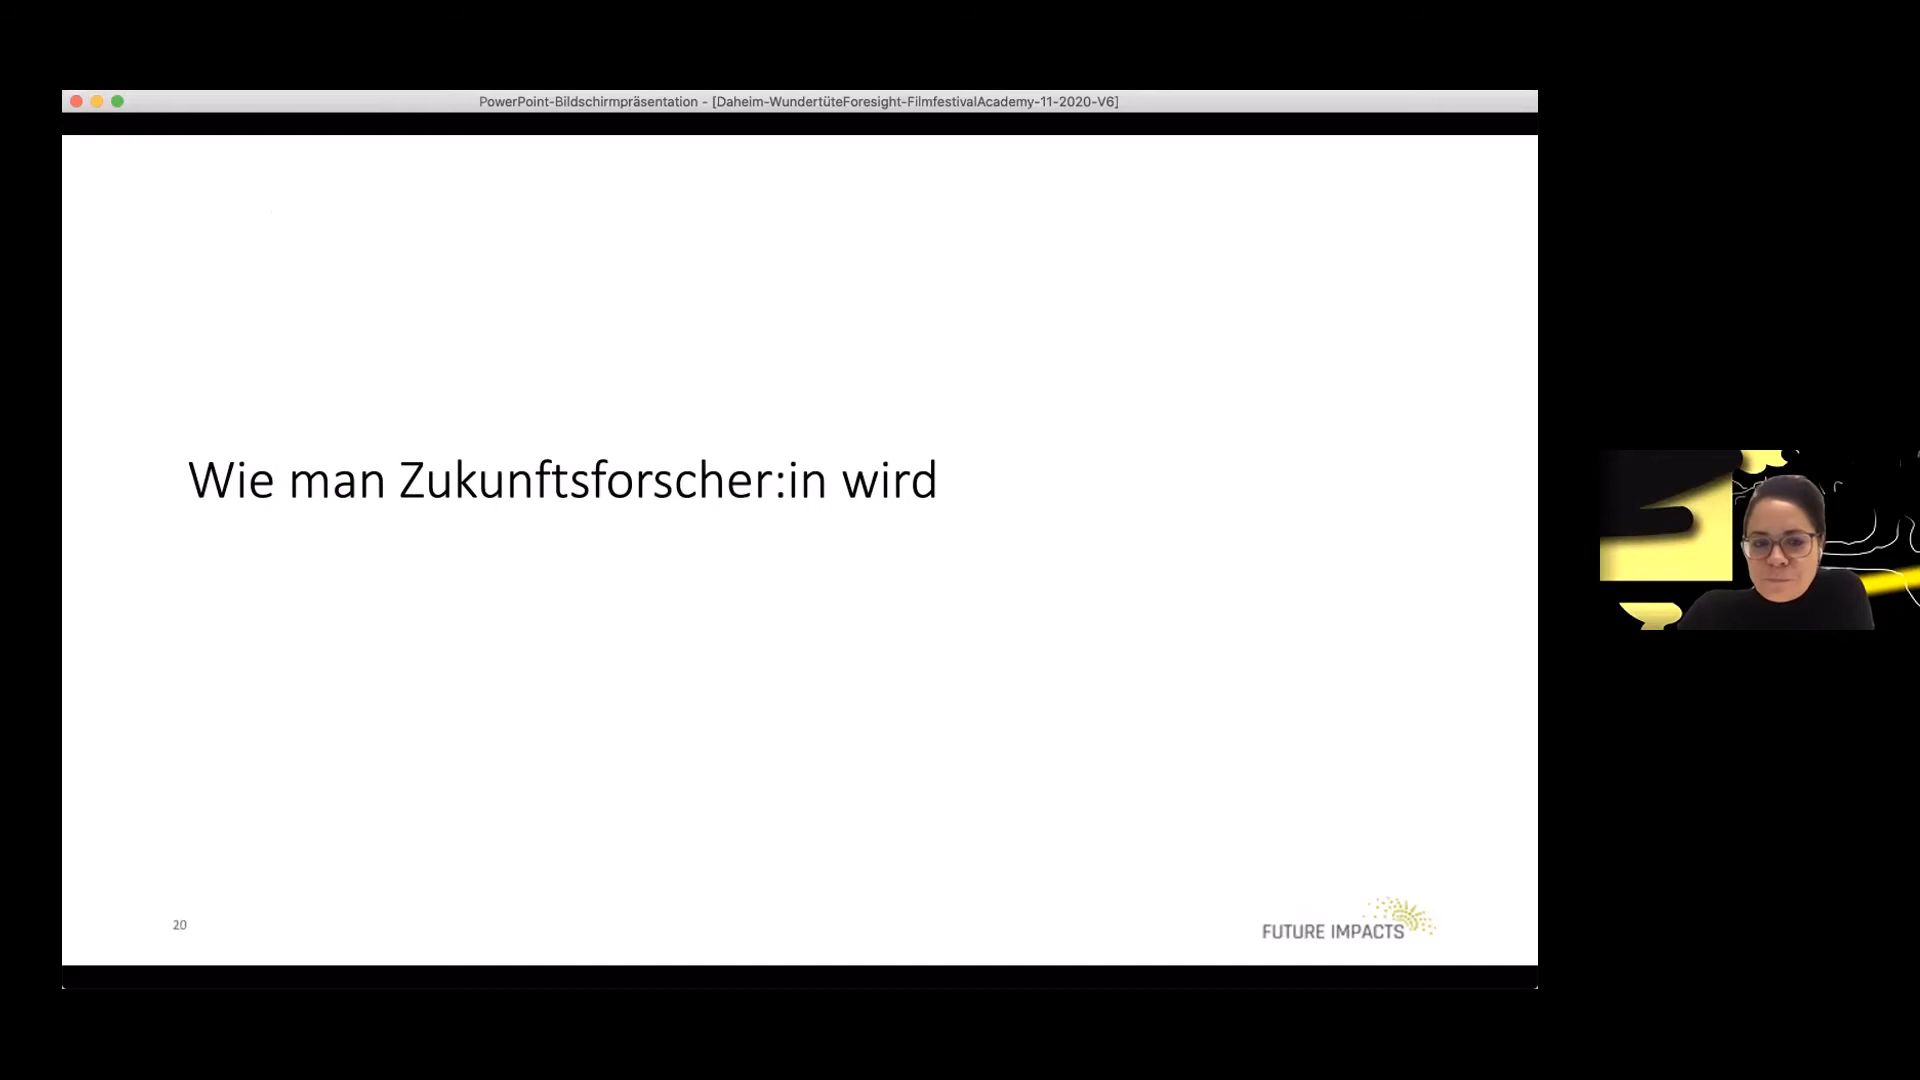 PowerPoint-Bildschirmpräsentation - [Daheim-WundertüteForesight-FilmfestivalAcademy-11-2020-V6]
Wie man Zukunftsforscher:in wird
20
FUTURE IMPACTS